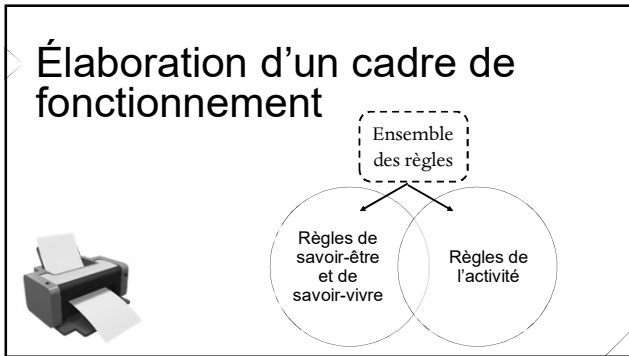 Élaboration d’un cadre de
fonctionnement
Ensemble
des règles
Règles de
savoir-être
et de
savoir-vivre
Règles de
l’activité